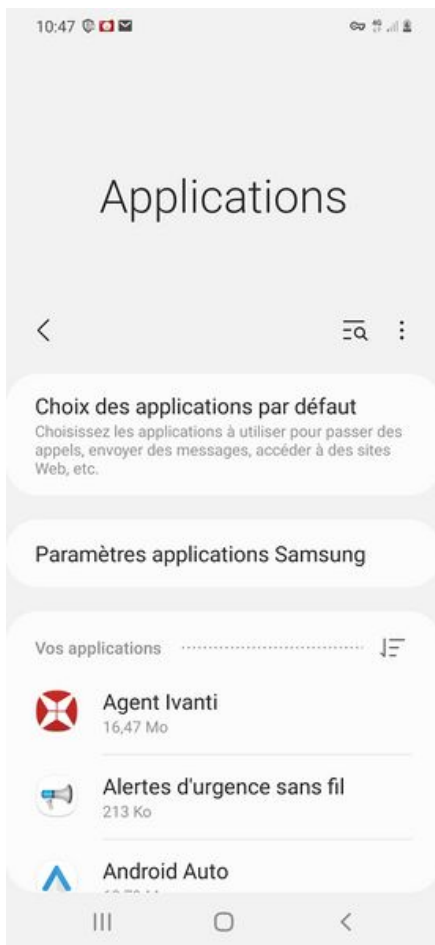 10:47
Applications
Choix des applications par défaut
Choisissez les applications à utiliser pour passer des
appels, envoyer des messages, accéder à des sites
Web, etc.
Paramètres applications Samsung
Vos applications
Agent Ivanti
16,47 Mo
Alertes d'urgence sans fil
213 Ko
Android Auto